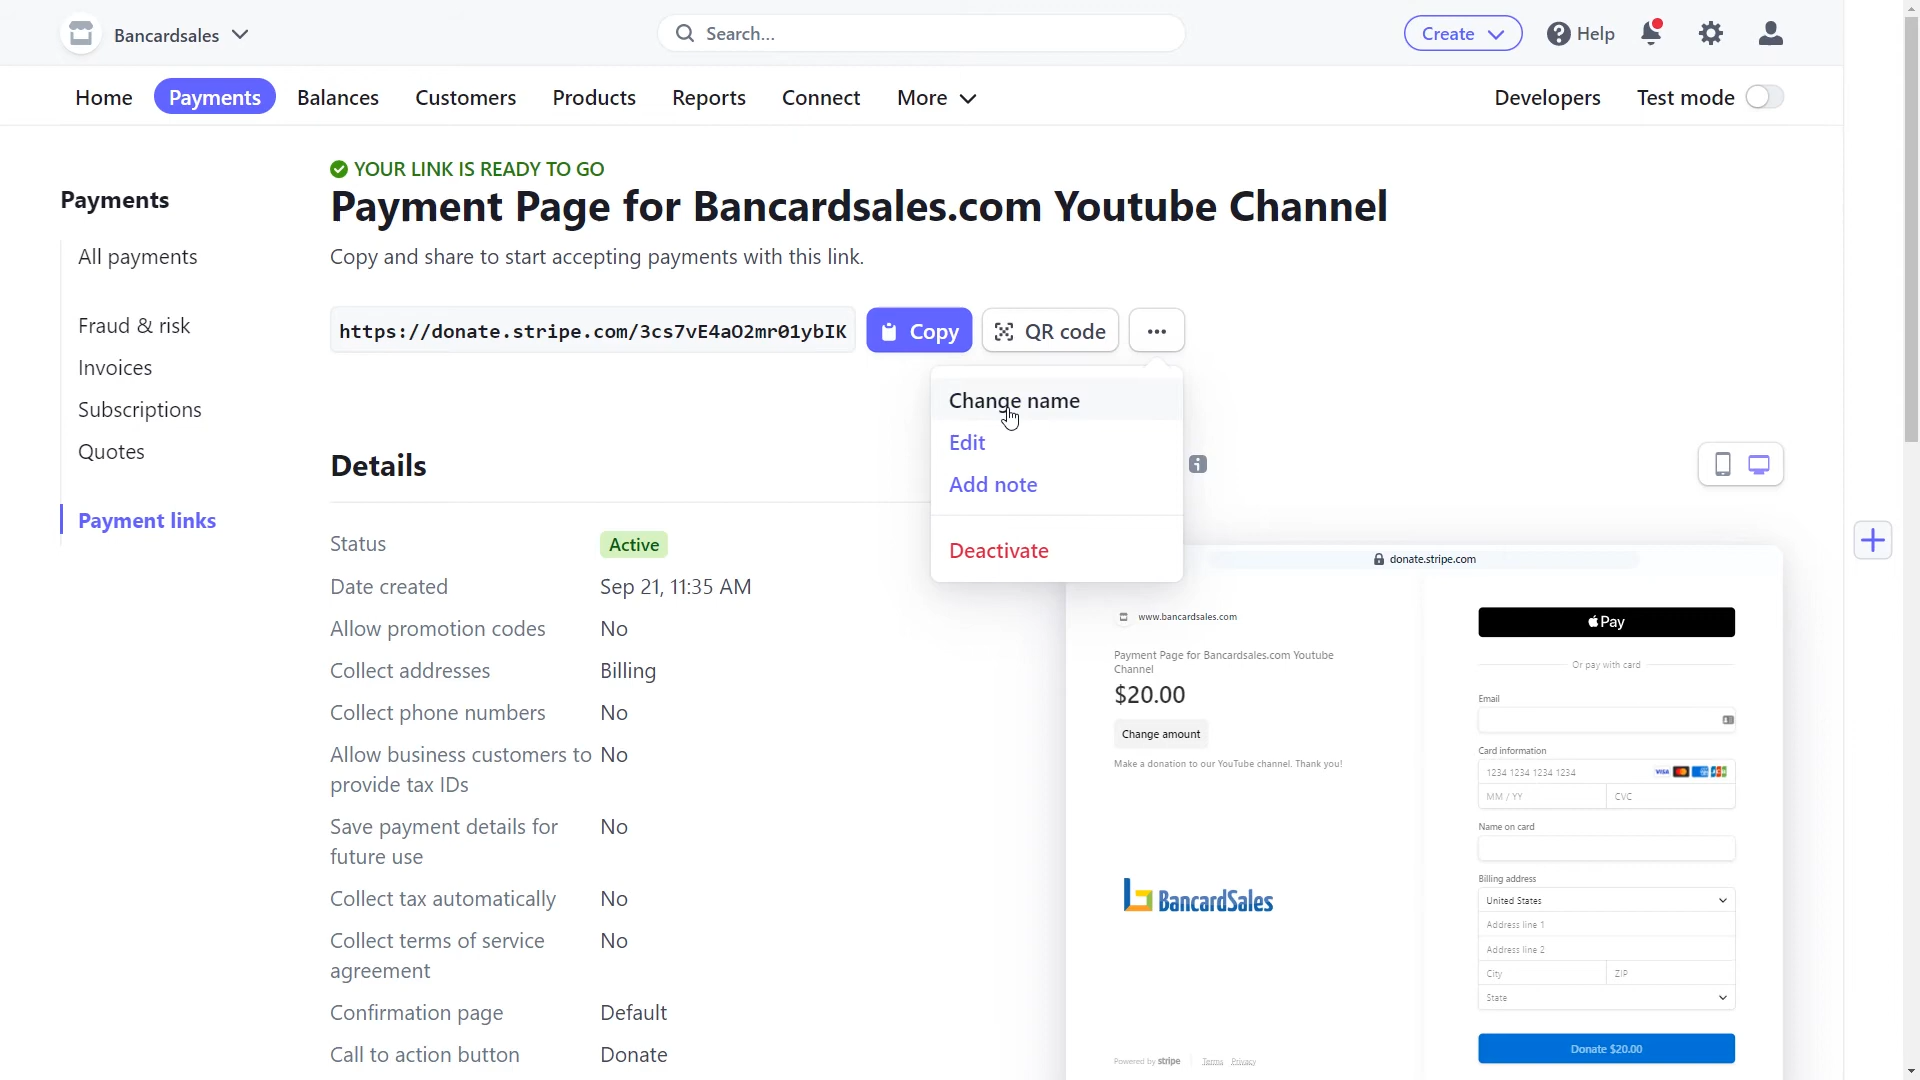 Bancardsales
Search...
Create
Help
Home
Payments
Balances
Customers
Products
Reports
Connect
More
Developers
Test mode
Payments
All payments
Fraud & risk
Invoices
Subscriptions
Quotes
Payment links
YOUR LINK IS READY TO GO
Payment Page for Bancardsales.com Youtube Channel
Copy and share to start accepting payments with this link.
https://donate.stripe.com/3cs7vE4aO2mr01ybIK
Copy
QR code
Change name
Edit
Add note
Deactivate
Details
Status
Active
Date created
Sep 21, 11:35 AM
Allow promotion codes
No
Collect addresses
Billing
Collect phone numbers
No
Allow business customers to
provide tax IDs
No
Save payment details for
future use
No
Collect tax automatically
No
Collect terms of service
agreement
No
Confirmation page
Default
Call to action button
Donate
donate.stripe.com
www.bancardsales.com
Payment Page for Bancardsales.com Youtube
Channel
$20.00
Change amount
Make a donation to our YouTube channel. Thank you!
BancardSales
Powered by stripe
Terms
Privacy
Pay
Or pay with card
Email
Card information
1234 1234 1234 1234
VISA
MM / YY
CVC
Name on card
Billing address
United States
Address line 1
Address line 2
City
ZIP
State
Donate $20.00